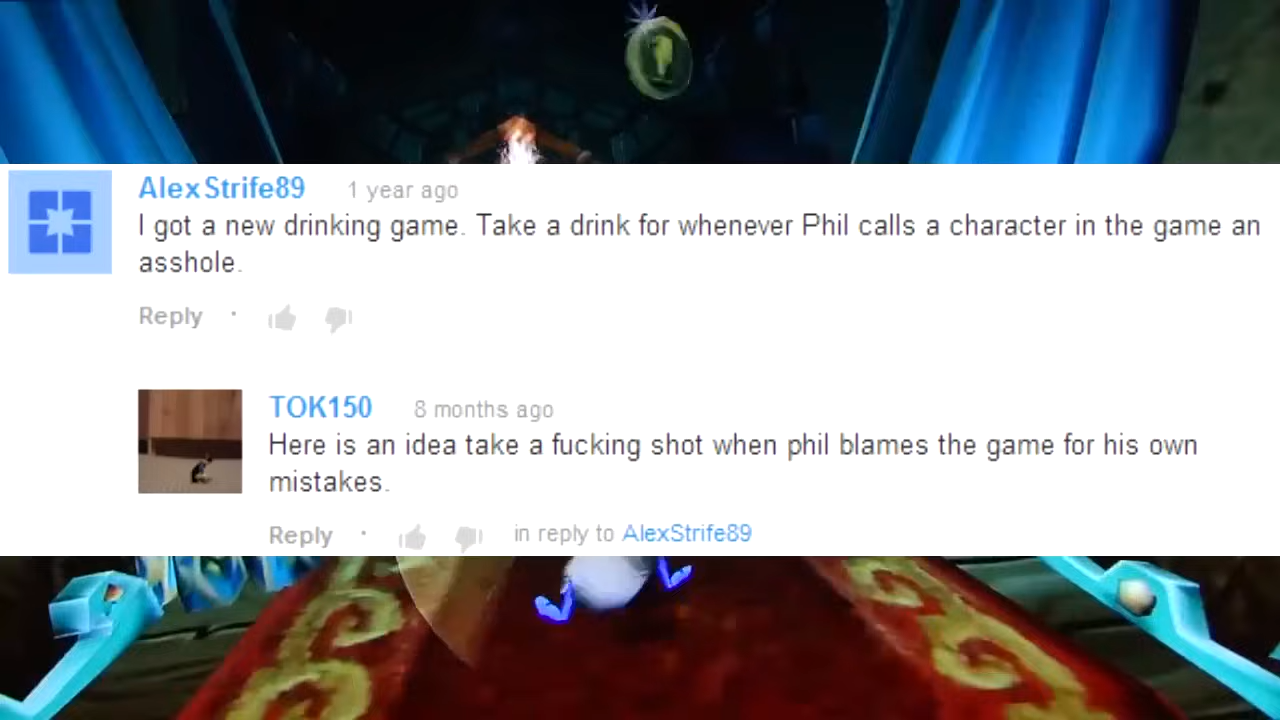 AlexStrife89 1 year ago
I got a new drinking game. Take a drink for whenever Phil calls a character in the game an
asshole.
Reply ·
TOK150 8 months ago
Here is an idea take a fucking shot when phil blames the game for his own
mistakes.
Reply · in reply to AlexStrife89